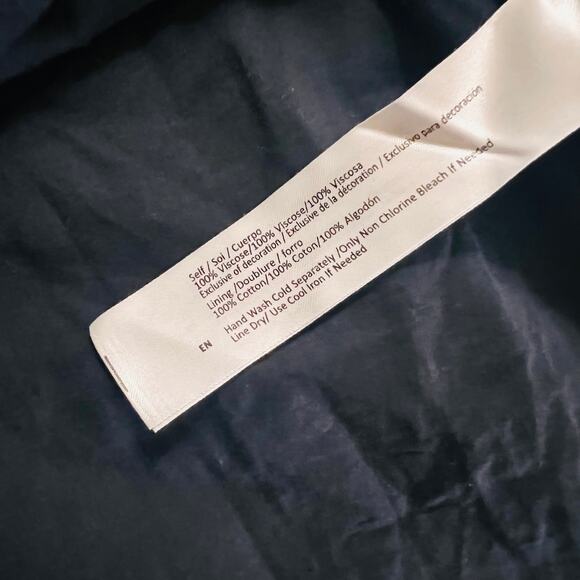 Self / Sol / Cuerpo
100% Viscose/100% Viscose/100% Viscosa
Exclusive of decoration / Exclusive de la décoration / Exclusivo para decoración
Lining /Doublure / forro
100% Cotton/100% Coton/100% Algodón
EN Hand Wash Cold Separately /Only Non Chlorine Bleach If Needed
Line Dry/ Use Cool Iron If Needed